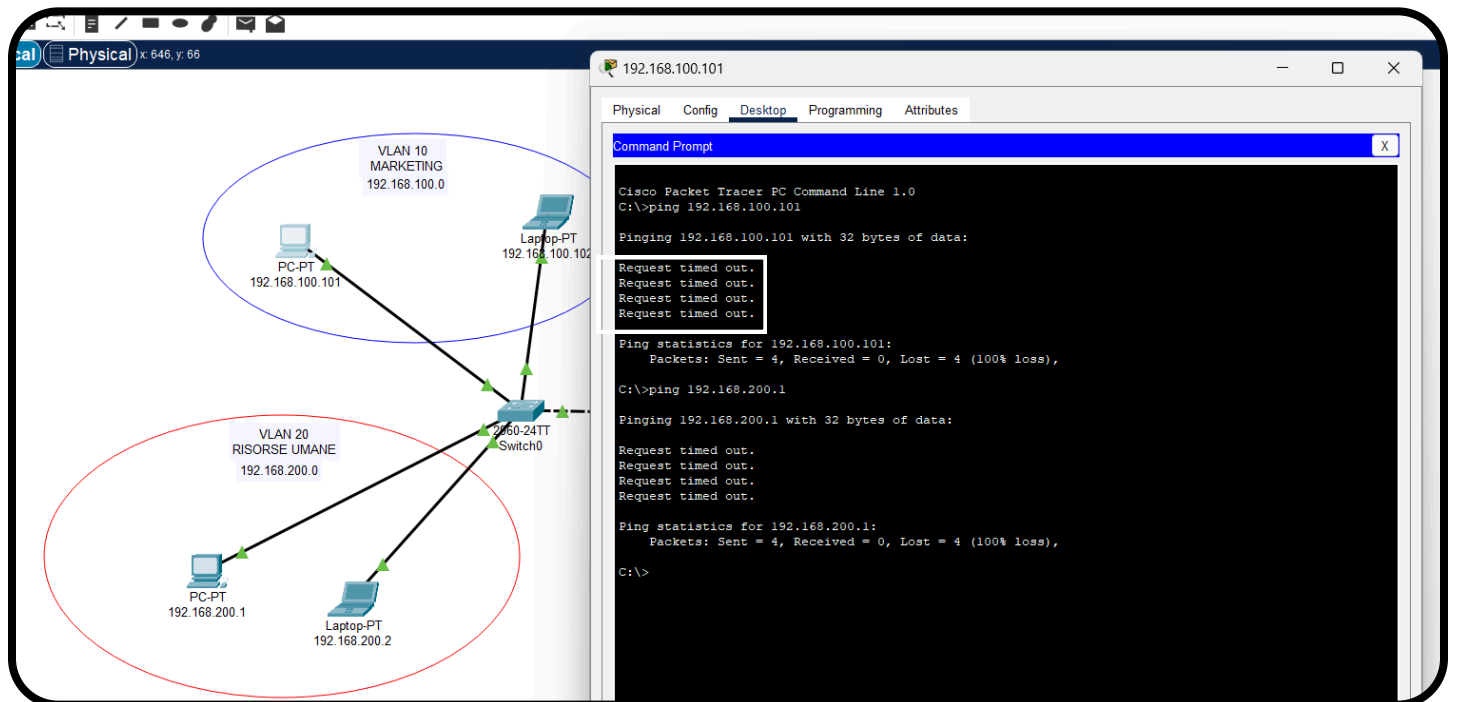 cal
Physical
x: 646, y: 66
VLAN 10
MARKETING
192.168.100.0
PC-PT
192.168.100.101
Laptop-PT
192.168.100.102
2960-24TT
Switch0
VLAN 20
RISORSE UMANE
192.168.200.0
PC-PT
192.168.200.1
Laptop-PT
192.168.200.2
192.168.100.101
Physical Config Desktop Programming Attributes
Command Prompt X
Cisco Packet Tracer PC Command Line 1.0
C:\>ping 192.168.100.101
Pinging 192.168.100.101 with 32 bytes of data:
Request timed out.
Request timed out.
Request timed out.
Request timed out.
Ping statistics for 192.168.100.101:
Packets: Sent = 4, Received = 0, Lost = 4 (100% loss),
C:\>ping 192.168.200.1
Pinging 192.168.200.1 with 32 bytes of data:
Request timed out.
Request timed out.
Request timed out.
Request timed out.
Ping statistics for 192.168.200.1:
Packets: Sent = 4, Received = 0, Lost = 4 (100% loss),
C:\>